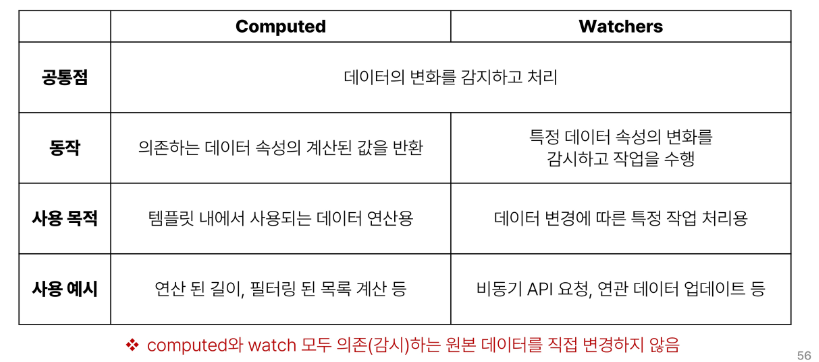 Computed Watchers
공통점 데이터의 변화를 감지하고 처리
동작 의존하는 데이터 속성의 계산된 값을 반환 특정 데이터 속성의 변화를
감시하고 작업을 수행
사용 목적 템플릿 내에서 사용되는 데이터 연산용 데이터 변경에 따른 특정 작업 처리용
사용 예시 연산 된 길이, 필터링 된 목록 계산 등 비동기 API 요청, 연관 데이터 업데이트 등
❖ computed와 watch 모두 의존(감시)하는 원본 데이터를 직접 변경하지 않음
56